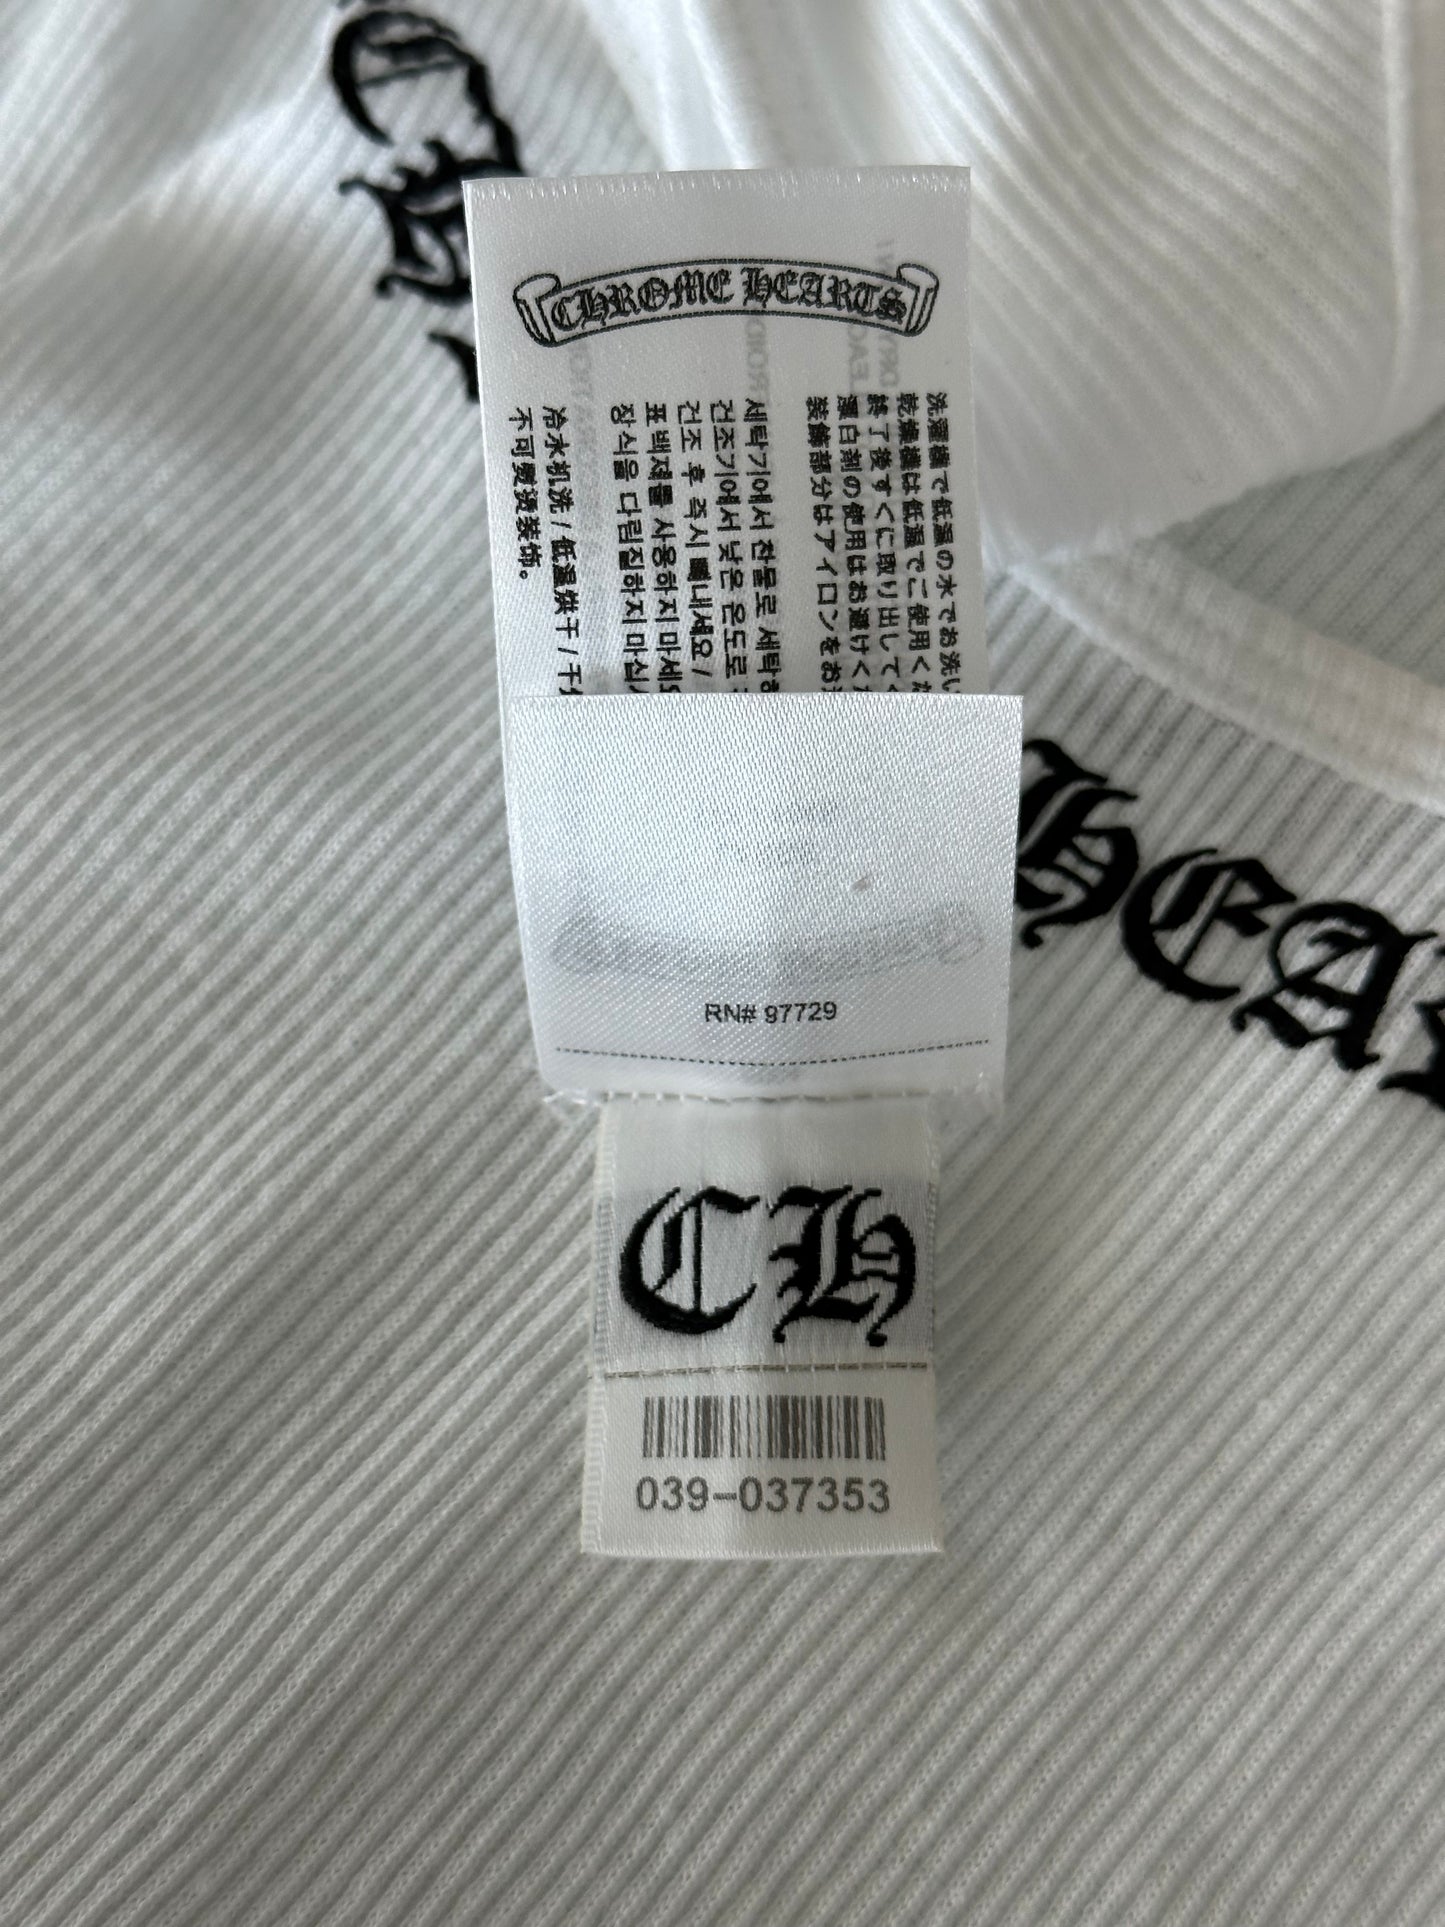 CHROME HEARTS
洗濯機で低温の水でお洗い
乾燥機は低温でご使用くだ
終了後すぐに取り出してく
漂白剤の使用はお避けくだ
装飾部分はアイロンをお
세탁기에서 찬물로 세탁
건조기에서 낮은 온도로
건조 후 즉시 빼내세요 /
표백제를 사용하지 마세요
장식을 다림질하지 마십시
冷水机洗 / 低温烘干 / 干
不可熨烫装饰。
RN# 97729
CH
039-037353
HEA